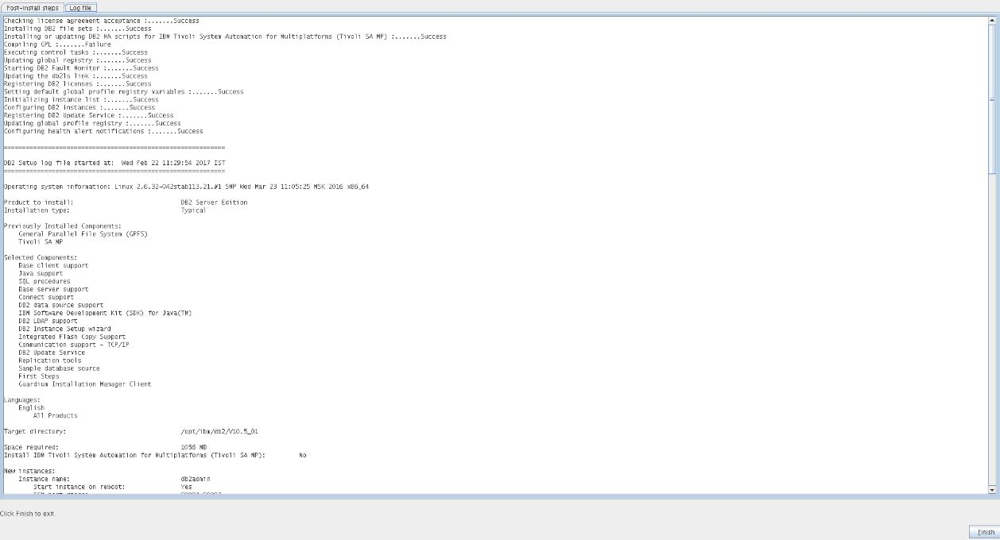 Post-install steps
Log file
Checking license agreement acceptance :.......Success
Installing DB2 file sets :.......Success
Installing or updating DB2 HA scripts for IBM Tivoli System Automation for Multiplatforms (Tivoli SA MP) :.......Success
Compiling GPL :.......Failure
Executing control tasks :.......Success
Updating global registry :.......Success
Starting DB2 Fault Monitor :.......Success
Updating the db2ls link :.......Success
Registering DB2 licenses :.......Success
Setting default global profile registry variables :.......Success
Initializing instance list :.......Success
Configuring DB2 instances :.......Success
Registering DB2 Update Service :.......Success
Updating global profile registry :.......Success
Configuring health alert notifications :.......Success
============================================================
DB2 Setup log file started at:  Wed Feb 22 11:29:54 2017 IST
============================================================
Operating system information: Linux 2.6.32-042stab113.21.#1 SMP Wed Mar 23 11:05:25 MSK 2016 x86_64
Product to install: DB2 Server Edition
Installation type: Typical
Previously Installed Components:
General Parallel File System (GPFS)
Tivoli SA MP
Selected Components:
Base client support
Java support
SQL procedures
Base server support
Connect support
DB2 data source support
IBM Software Development Kit (SDK) for Java(TM)
DB2 LDAP support
DB2 Instance Setup wizard
Integrated Flash Copy Support
Communication support - TCP/IP
DB2 Update Service
Replication tools
Sample database source
First Steps
Guardium Installation Manager Client
Languages:
English
All Products
Target directory: /opt/ibm/db2/V10.5_01
Space required: 1056 MB
Install IBM Tivoli System Automation for Multiplatforms (Tivoli SA MP): No
New instances:
Instance name: db2admin
Start instance on reboot: Yes
Click Finish to exit.
Finish